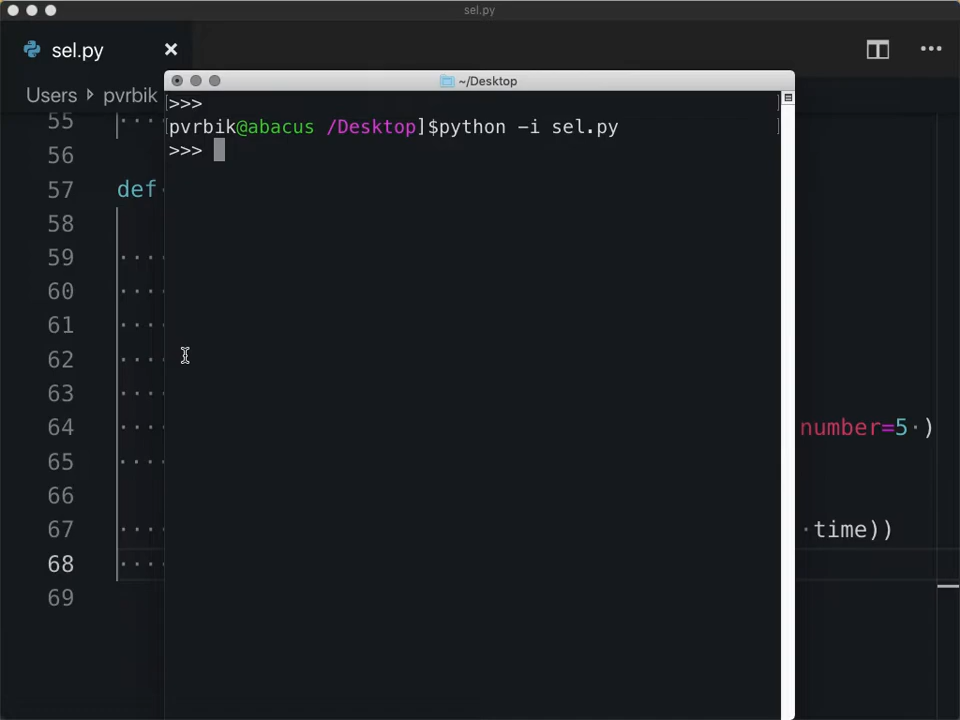 sel.py
sel.py
Users pvrbik
~/Desktop
>>>
pvrbik@abacus /Desktop]$python -i sel.py
>>>
55
56
57 def
58
59
60
61
62
63
64 number=5 )
65
66
67 time))
68
69